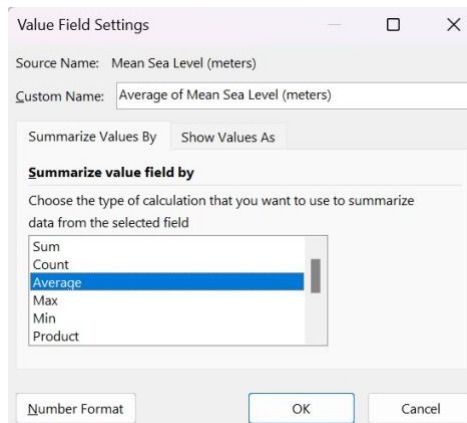 Value Field Settings
Source Name: Mean Sea Level (meters)
Custom Name: Average of Mean Sea Level (meters)
Summarize Values By Show Values As
Summarize value field by
Choose the type of calculation that you want to use to summarize
data from the selected field
Sum
Count
Average
Max
Min
Product
Number Format OK Cancel